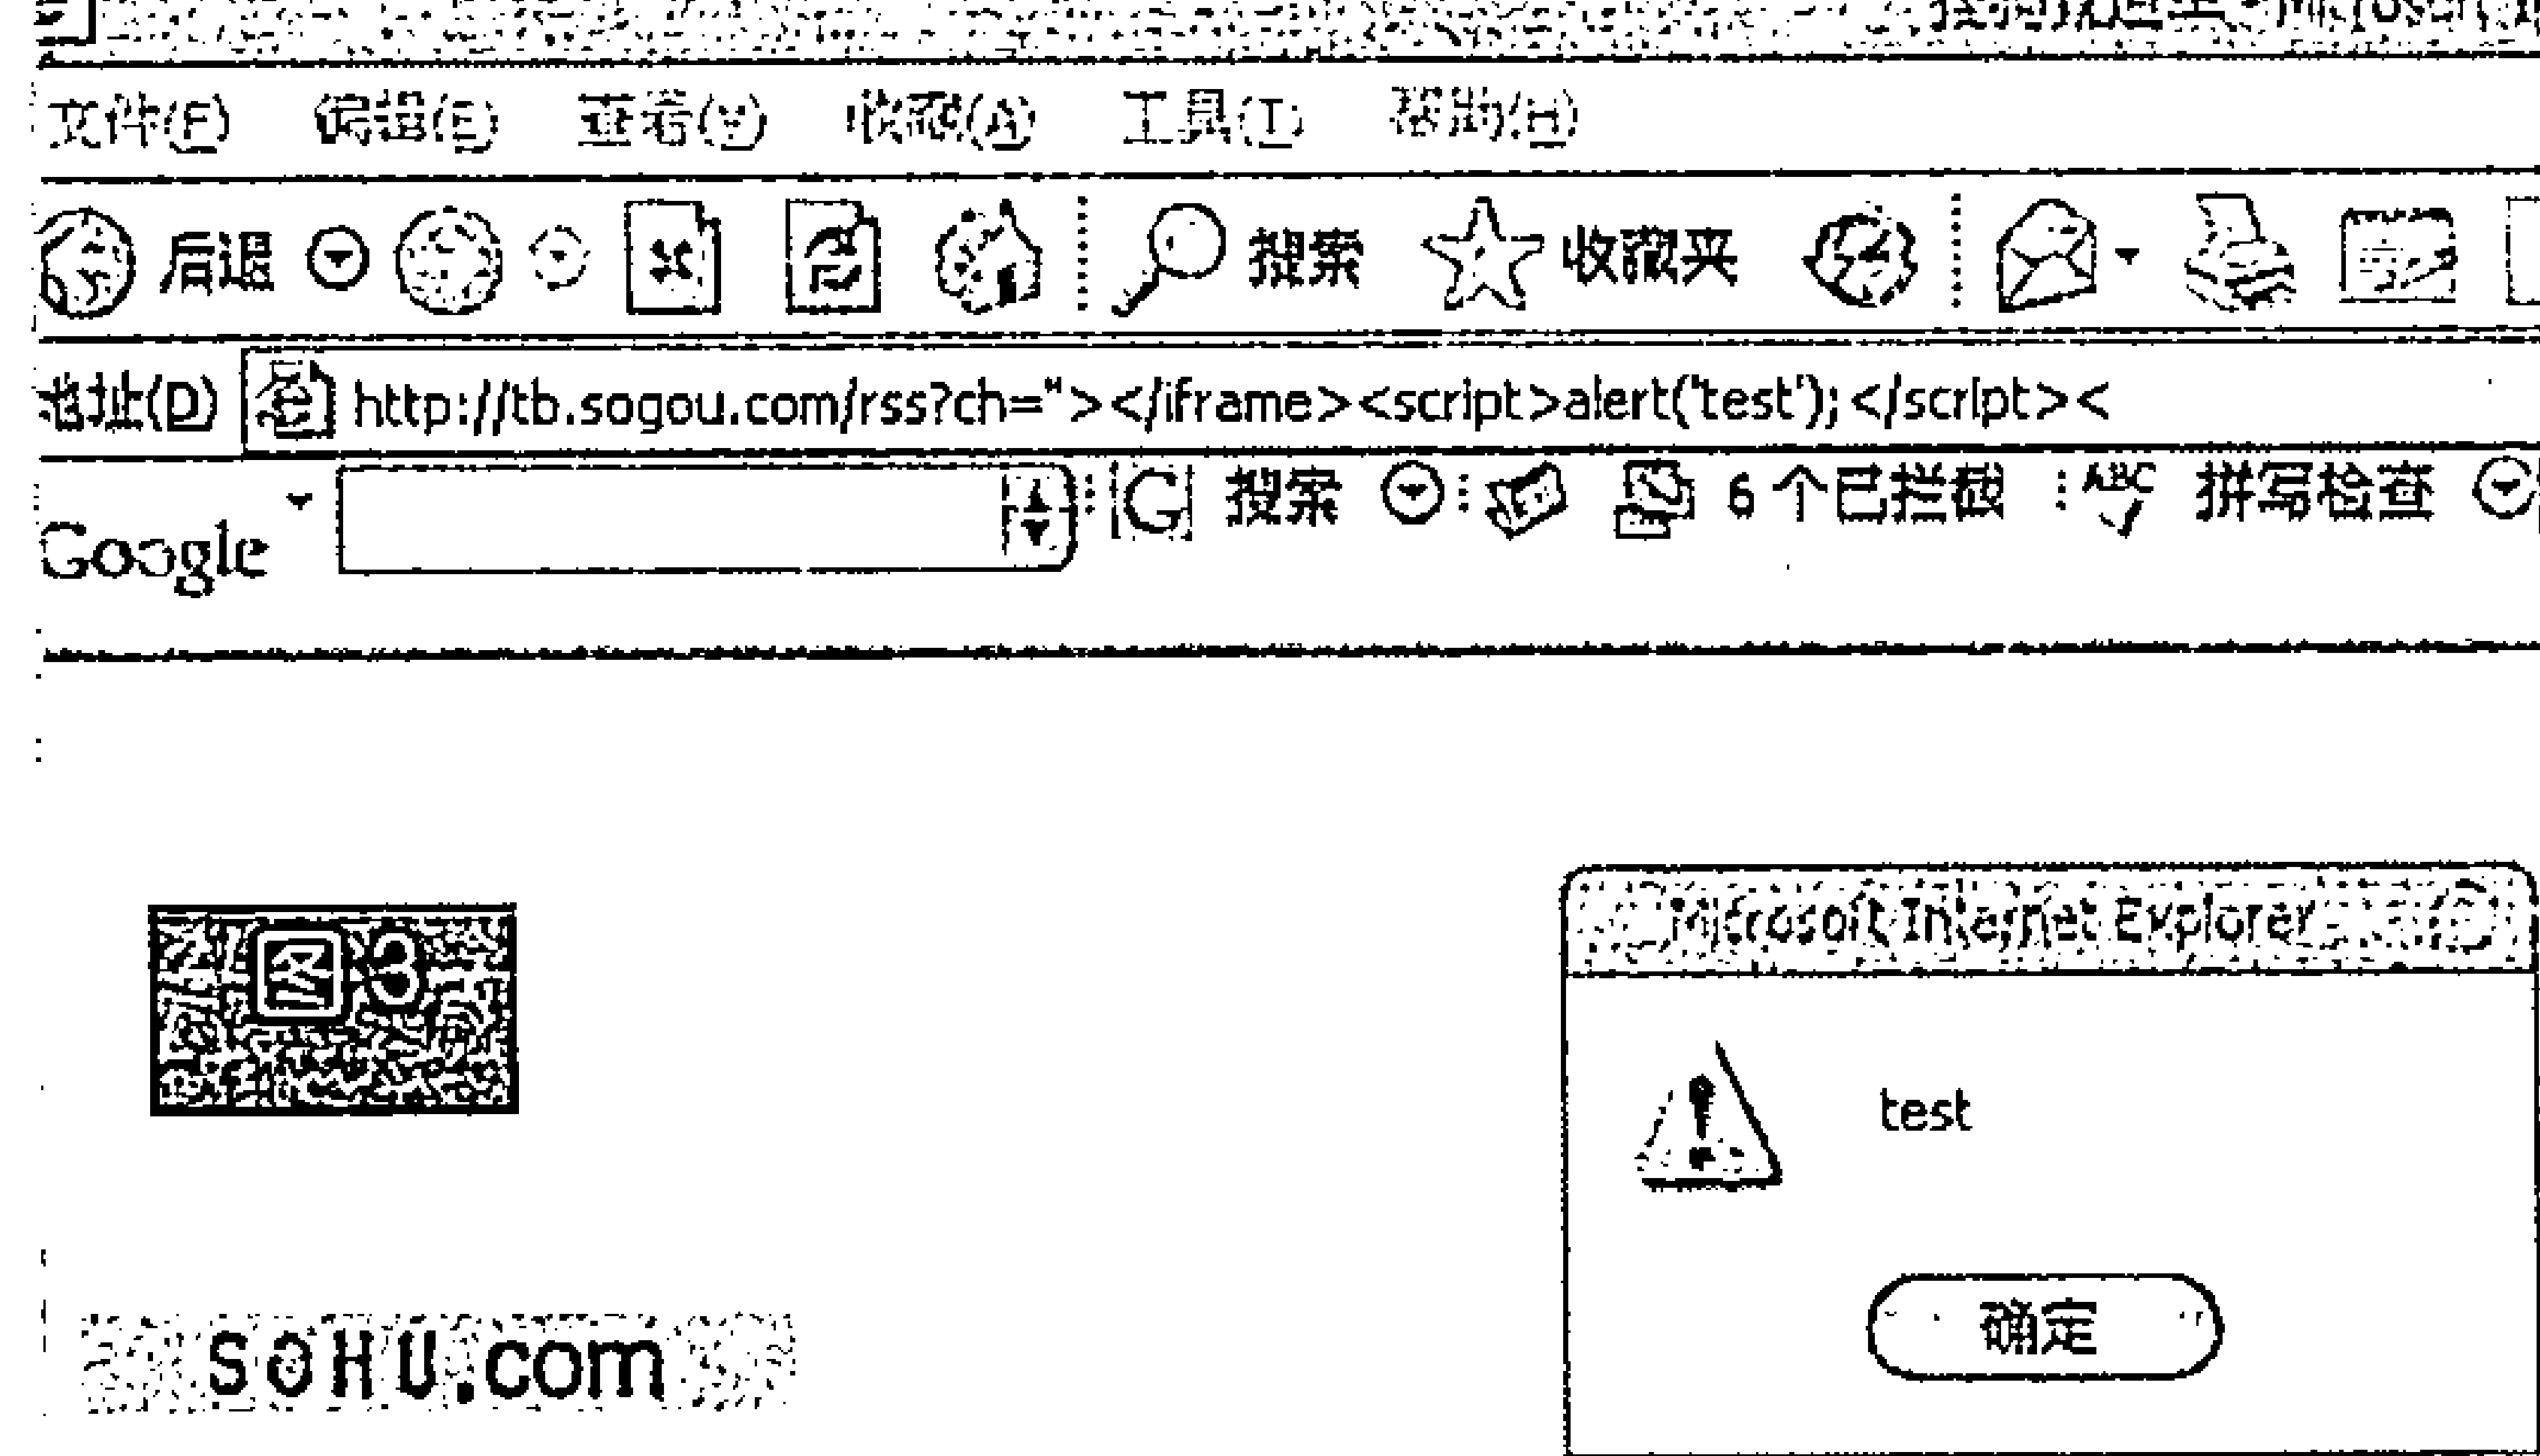 文件(F) 编辑(E) 查看(V) 收藏(A) 工具(T) 帮助(H)
后退 搜索 收藏夹
地址(D) http://tb.sogou.com/rss?ch="></iframe><script>alert('test');</script><
Google 搜索 6 个已拦截 ABC 拼写检查
Microsoft Internet Explorer
test
确定
SOHU.com